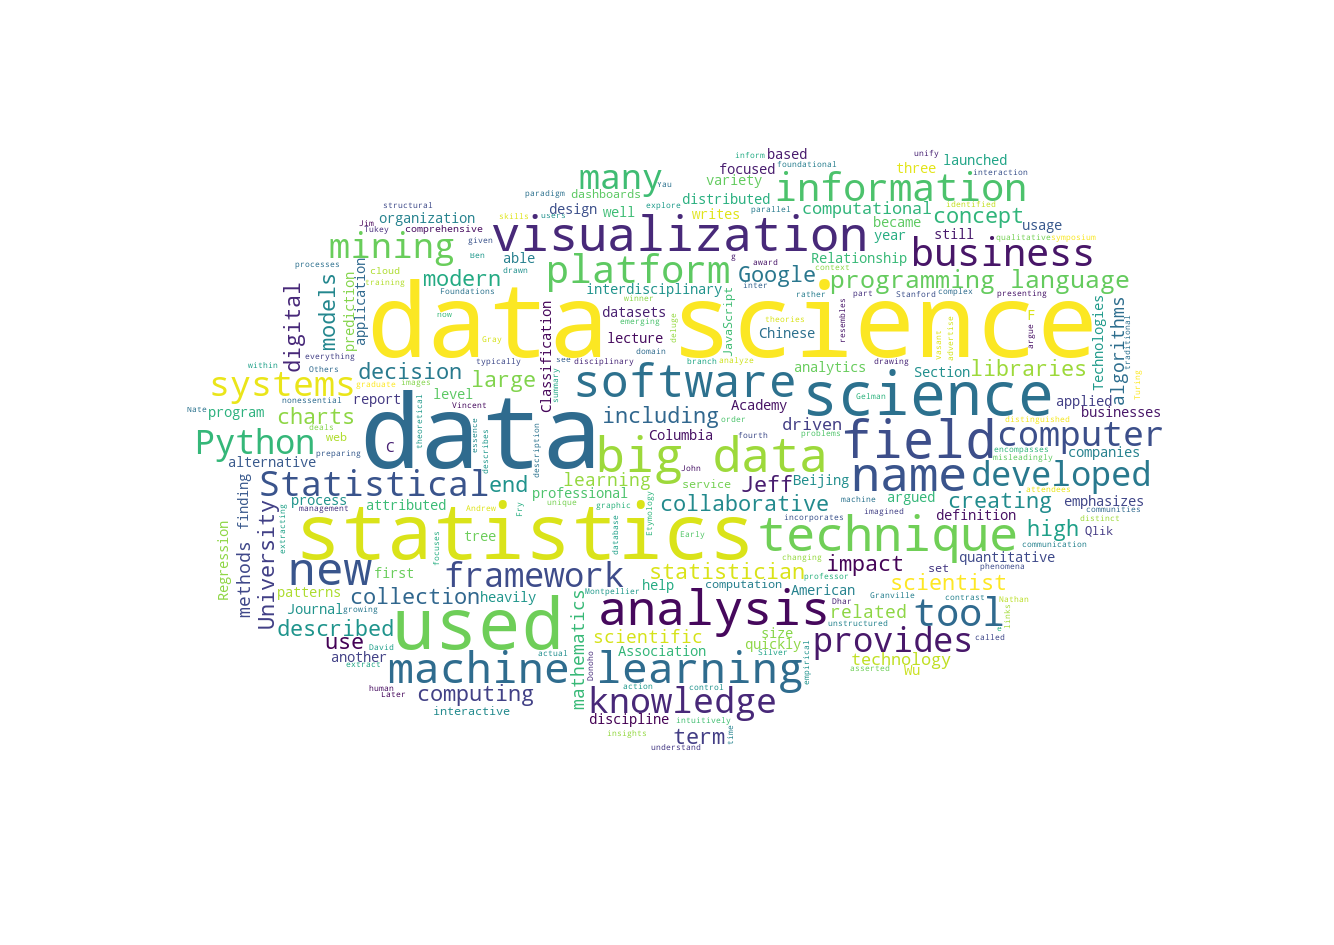 inform based unify
many focused foundational three launched
paradigm dashboards Yau variety information interaction
structural users explore distributed parallel computational identified
organization skills design well writes became concept usage
Jim Tukey comprehensive given visualization year still qualitative symposium
mining Ben able drawn platform g award Google Relationship context business
processes cloud training modern Foundations interdisciplinary inter rather part Stanford programming language complex presenting
digital models prediction application data science winner datasets emerging JavaScript theories Chinese resembles Vasant advertise argue F Technologies algorithms traditional
now Gray Classification lecture deluge disciplinary drawing
within everything Others typically see domain branch analyze analytics Section libraries
systems graduate images decision large summary software science Gelman applied Turing
Nate program nonessential report level Vincent including Academy order driven distinguished businesses
charts deals web theoretical C essence describes description Columbia fourth problems field computer
Python preparing data big data John name encompasses misleadingly companies
alternative Statistical end learning professional unique service Jeff Beijing machine developed attendees
process management attributed Andrew Fry graphic Etymology collaborative imagined argued creating emphasizes communities
extracting statistics database Early incorporates technique definition distinct high Qlik communication
University methods finding Regression tree focuses changing impact set quantitative phenomena
new first framework statistician professor scientist
patterns collection heavily Montpellier help computation American Dhar Granville contrast Nathan links
Journal growing used mathematics analysis related tool
described scientific size quickly unstructured provides called
use David Association Silver empirical technology
another extract actual Donoho asserted Wu
human Later machine learning
computing action control
interactive knowledge
discipline intuitively
insights term time
understand